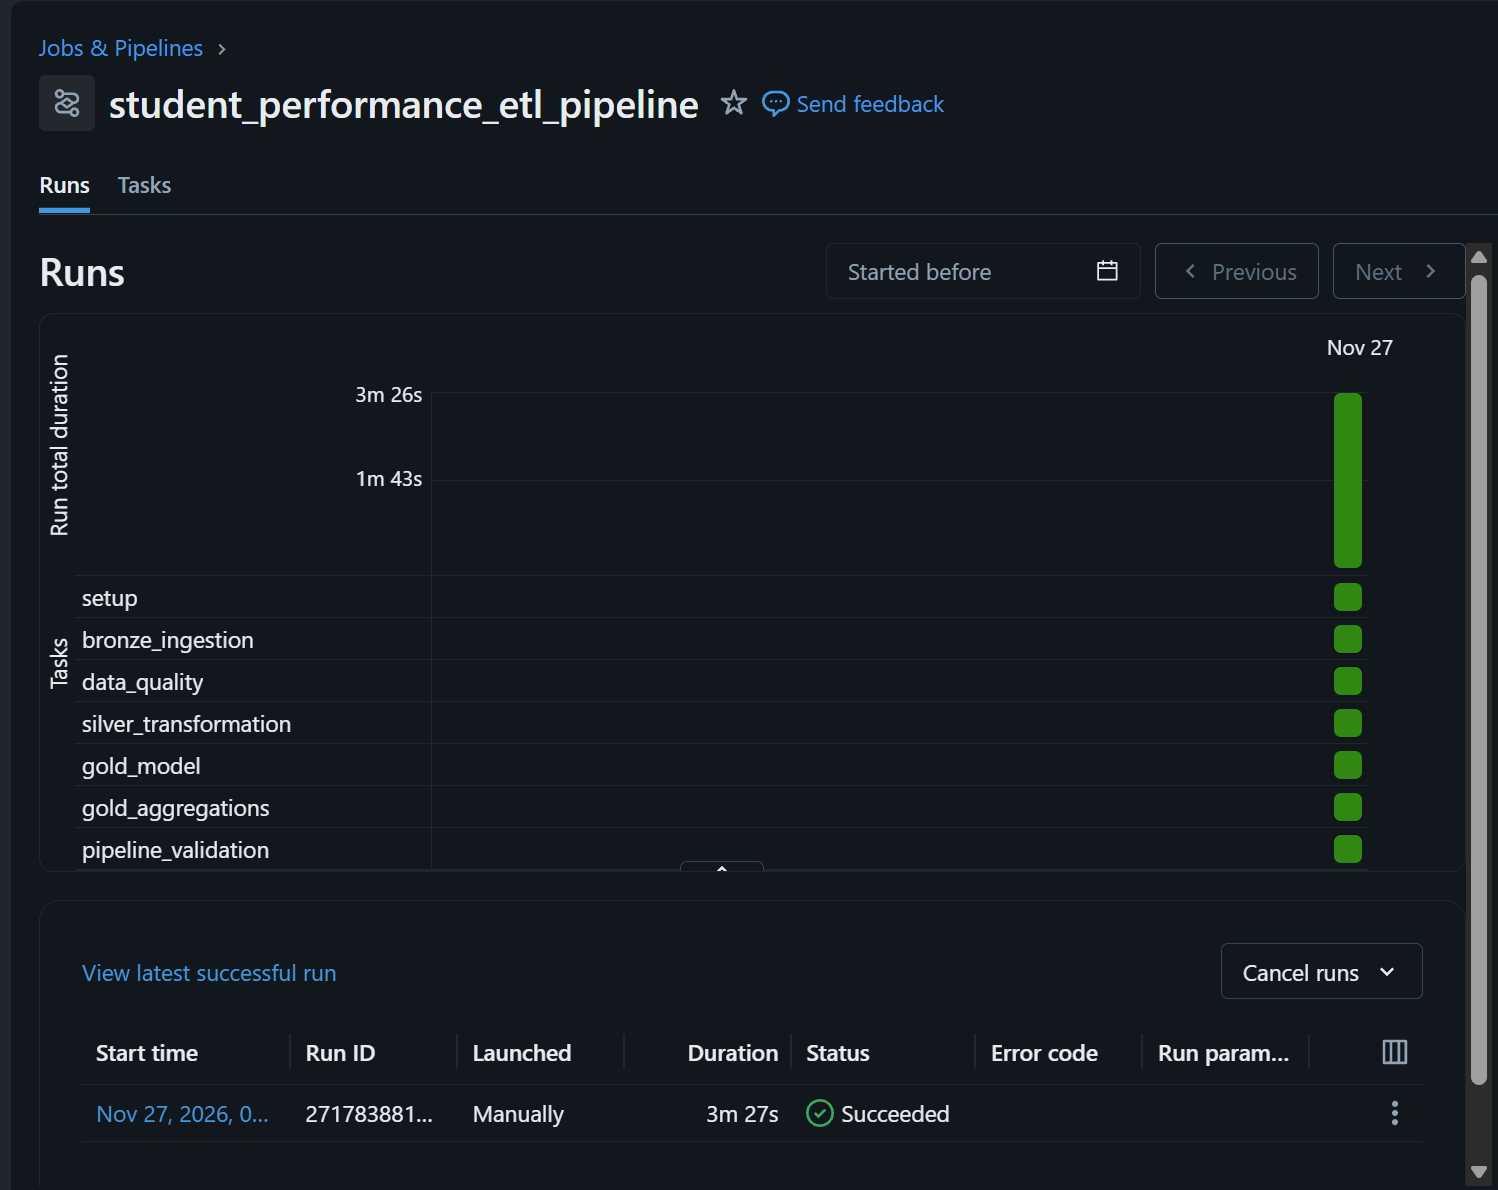 Jobs & Pipelines
student_performance_etl_pipeline
Send feedback
Runs Tasks
Runs
Started before
Previous
Next
Nov 27
Run total duration
3m 26s
1m 43s
Tasks
setup
bronze_ingestion
data_quality
silver_transformation
gold_model
gold_aggregations
pipeline_validation
View latest successful run
Cancel runs
Start time Run ID Launched Duration Status Error code Run param...
Nov 27, 2026, 0... 271783881... Manually 3m 27s Succeeded